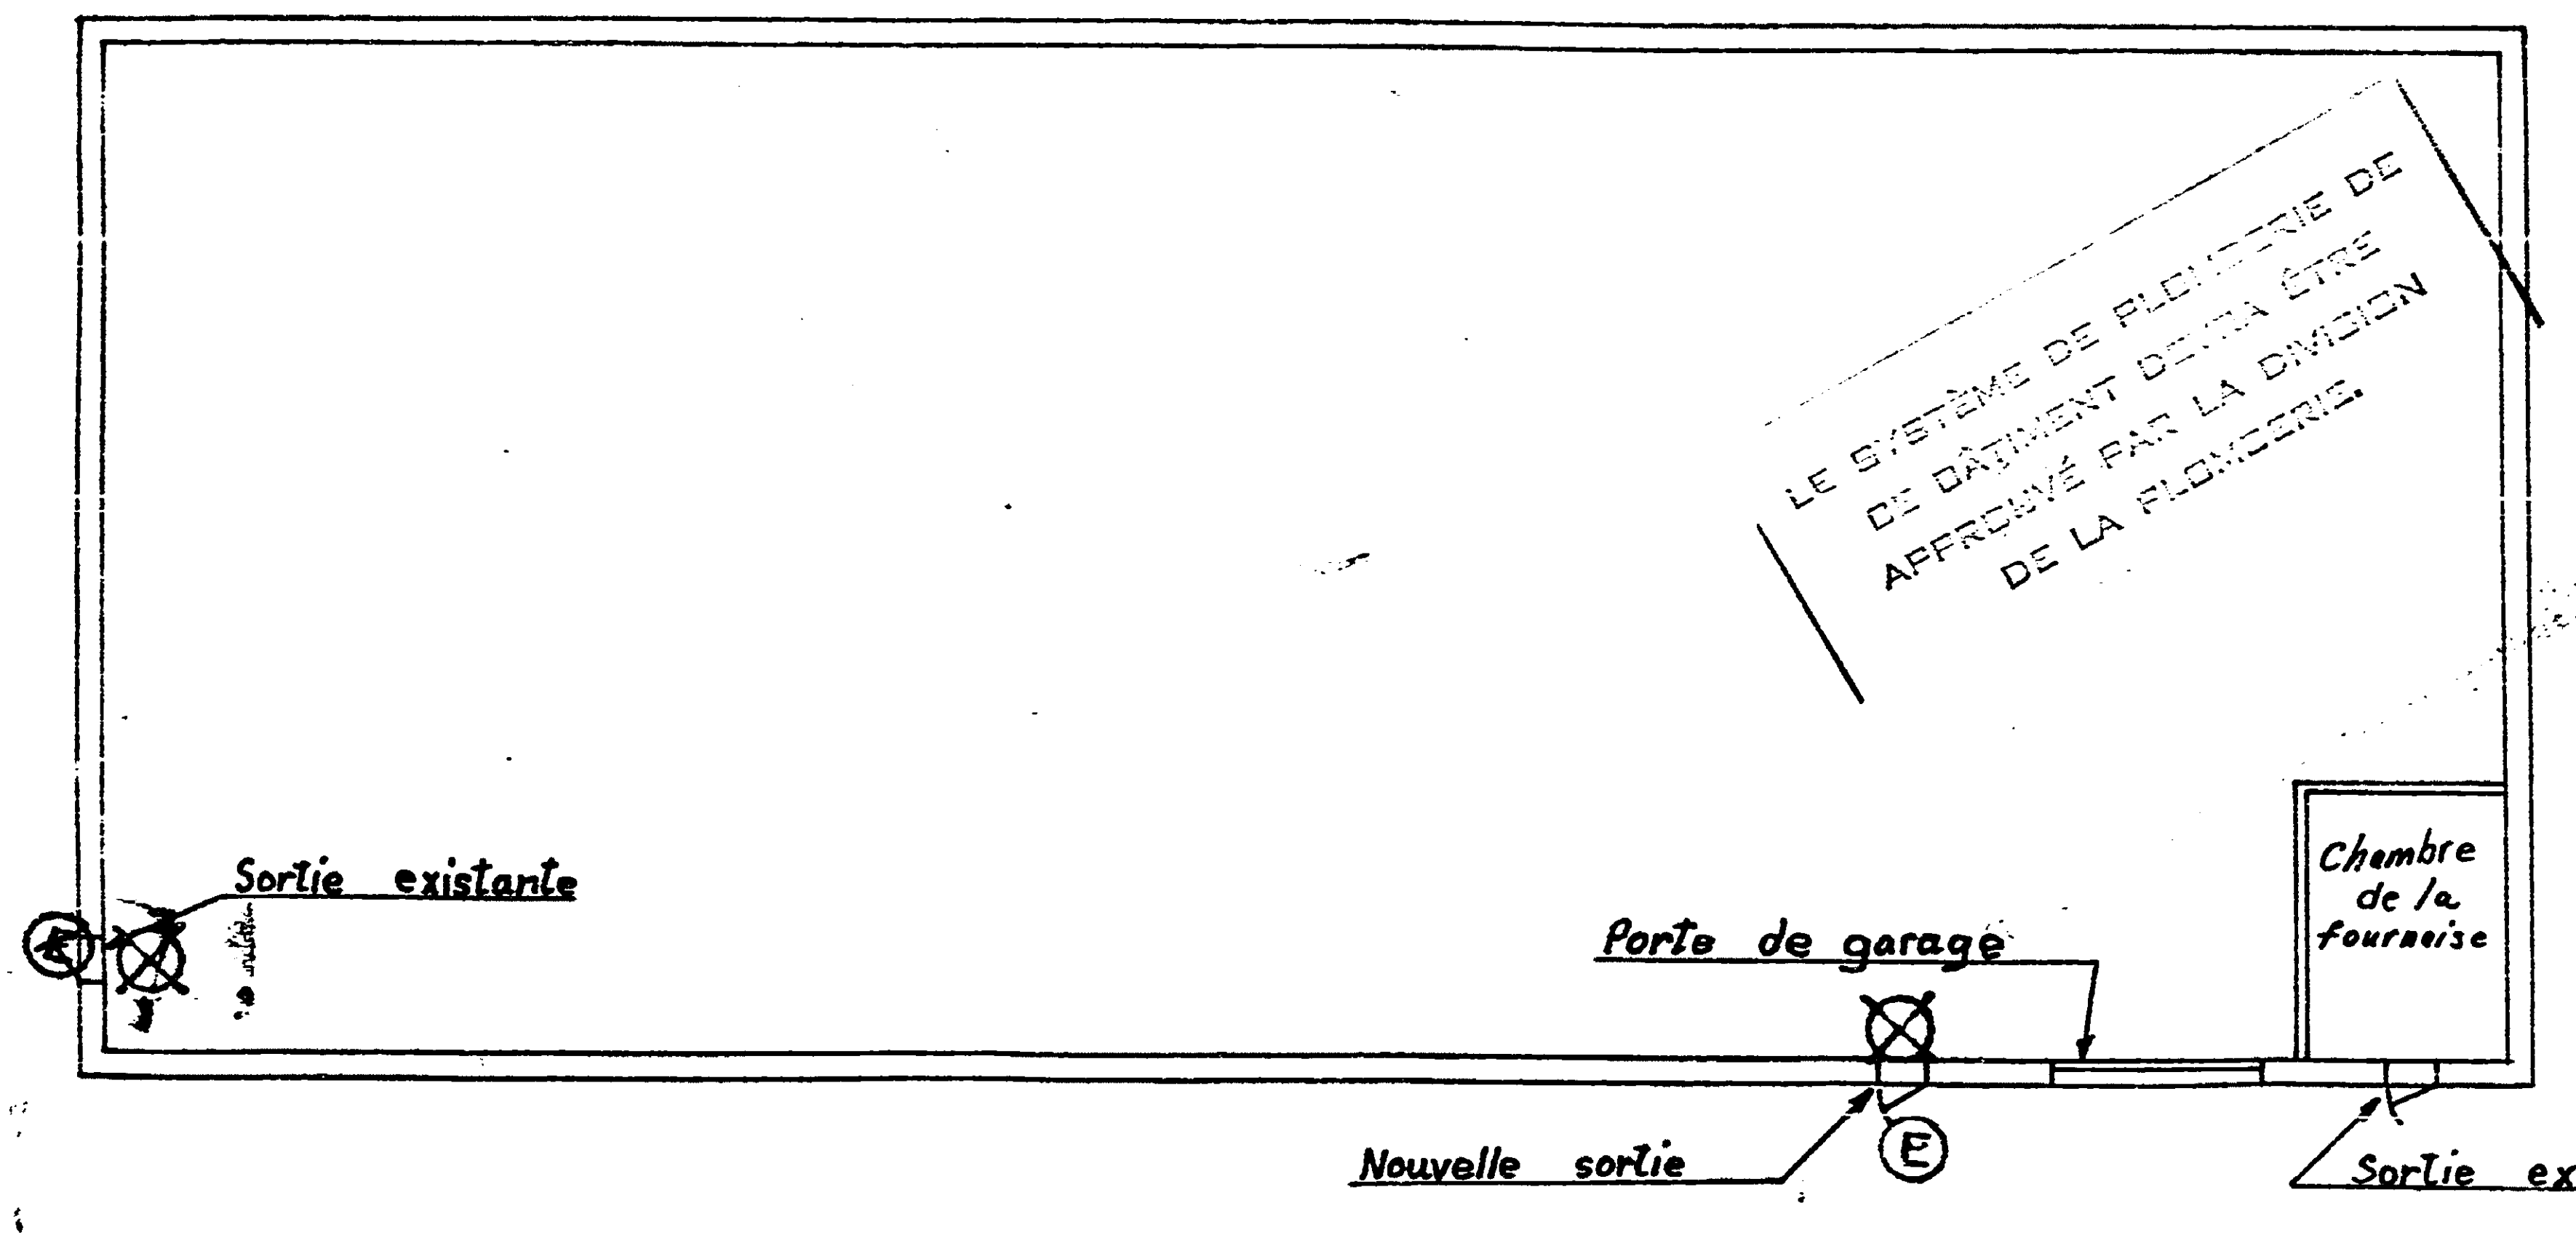 LE SYSTÈME DE PLOMBERIE DE
DE BÂTIMENT DEVRA ÊTRE
APPROUVÉ PAR LA DIVISION
DE LA PLOMBERIE.
Chambre
de la
fournaise
Sortie existante
Porte de garage
E
Nouvelle sortie
E
Sortie ex